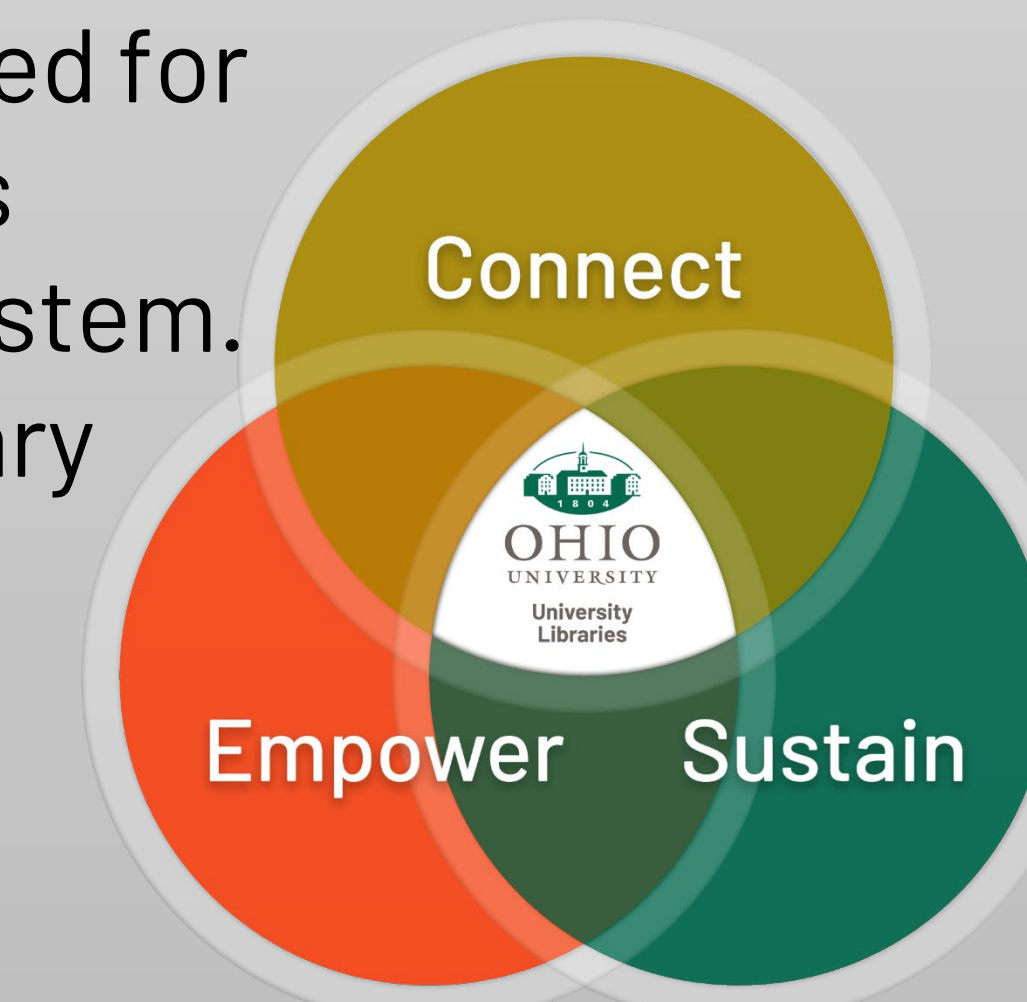 ed for
s
stem.
ary
Connect
1804
OHIO
UNIVERSITY
University
Libraries
Empower
Sustain